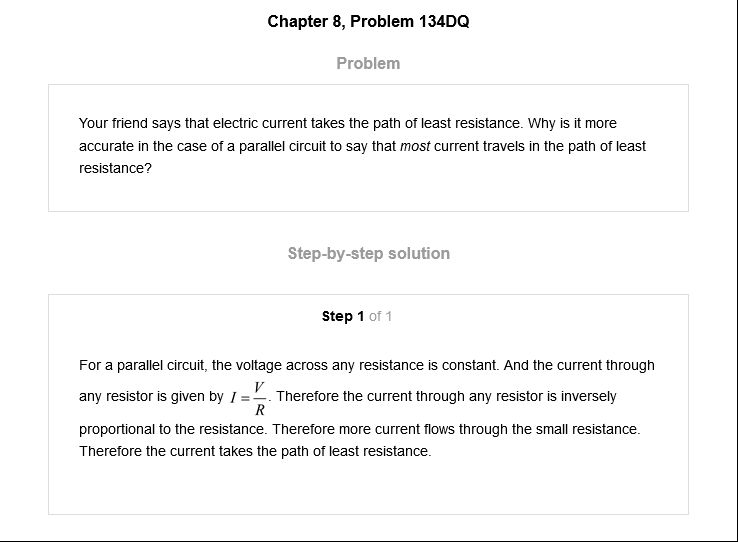 Chapter 8, Problem 134DQ
Problem
Your friend says that electric current takes the path of least resistance. Why is it more
accurate in the case of a parallel circuit to say that most current travels in the path of least
resistance?
Step-by-step solution
Step 1 of 1
For a parallel circuit, the voltage across any resistance is constant. And the current through
any resistor is given by I = V/R. Therefore the current through any resistor is inversely
proportional to the resistance. Therefore more current flows through the small resistance.
Therefore the current takes the path of least resistance.